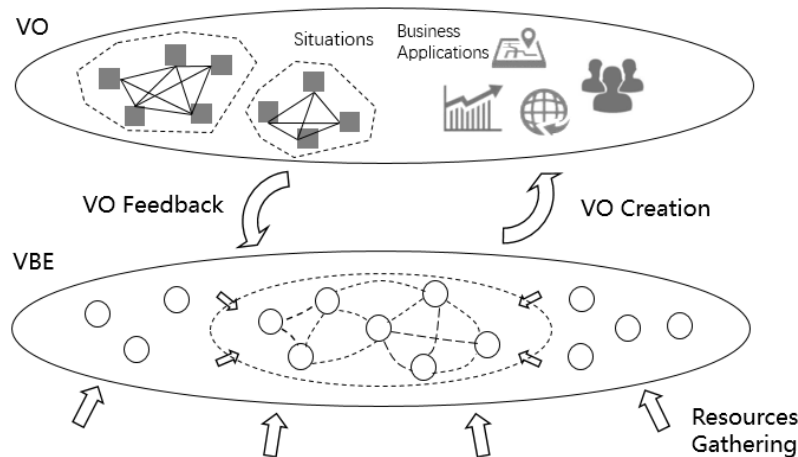 VO
Situations
Business
Applications
VO Feedback
VO Creation
VBE
Resources
Gathering